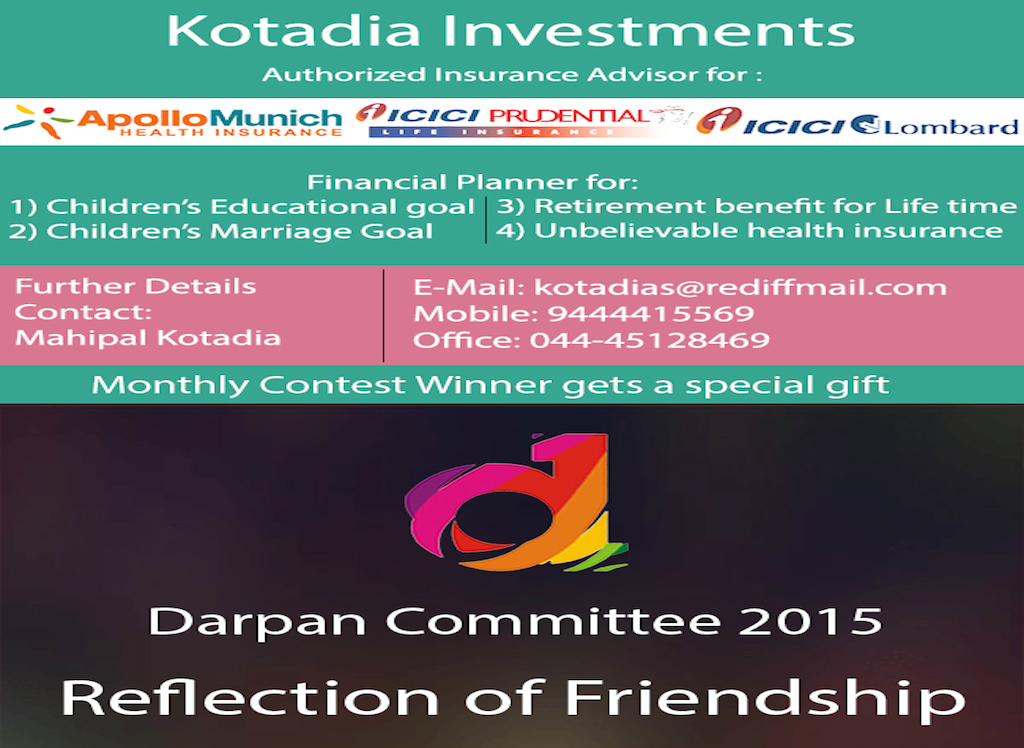 Kotadia Investments
Authorized Insurance Advisor for :
ApolloMunich
HEALTH INSURANCE
ICICI PRUDENTIAL
LIFE INSURANCE
ICICI Lombard
Financial Planner for:
1) Children’s Educational goal
2) Children’s Marriage Goal
3) Retirement benefit for Life time
4) Unbelievable health insurance
Further Details
Contact:
Mahipal Kotadia
E-Mail: kotadias@rediffmail.com
Mobile: 9444415569
Office: 044-45128469
Monthly Contest Winner gets a special gift
d
Darpan Committee 2015
Reflection of Friendship